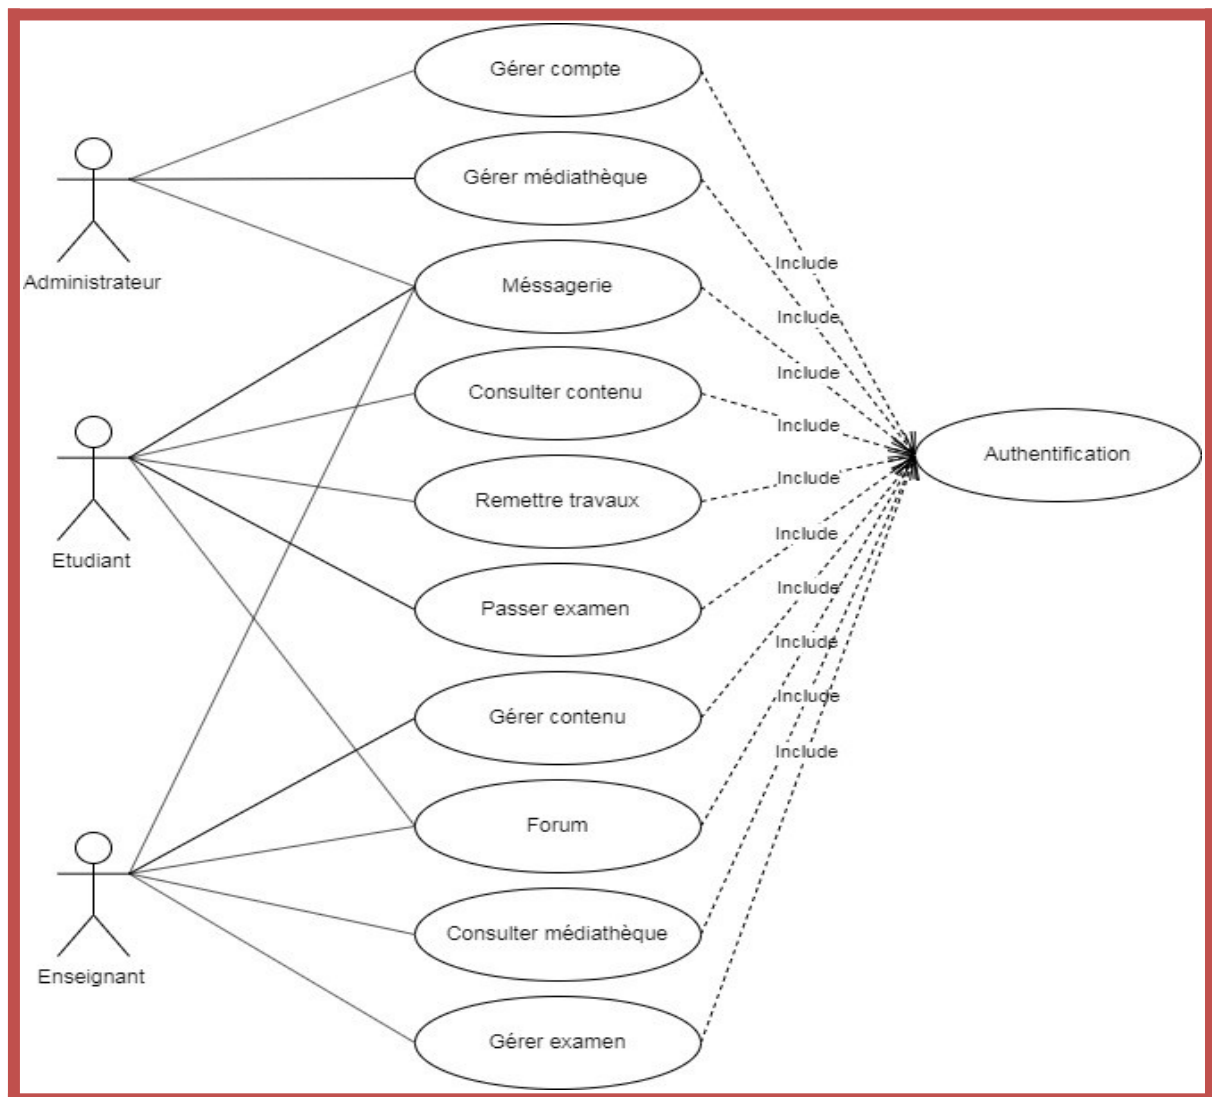 Gérer compte
Gérer médiathèque
Administrateur
Méssagerie
Include
Include
Include
Consulter contenu
Include
Authentification
Etudiant
Remettre travaux
Include
Include
Passer examen
Include
Gérer contenu
Include
Include
Include
Forum
Enseignant
Consulter médiathèque
Gérer examen